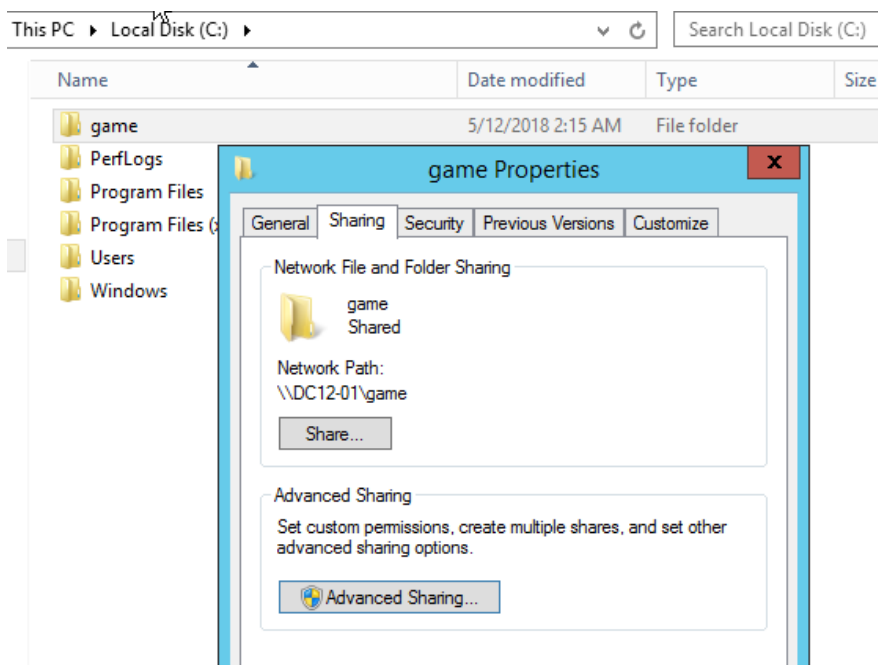 This PC ▸ Local Disk (C:) ▸ Search Local Disk (C:)
Name Date modified Type Size
game 5/12/2018 2:15 AM File folder
PerfLogs
Program Files
Program Files (
Users
Windows
game Properties
x
General Sharing Security Previous Versions Customize
Network File and Folder Sharing
game
Shared
Network Path:
\\DC12-01\game
Share...
Advanced Sharing
Set custom permissions, create multiple shares, and set other
advanced sharing options.
Advanced Sharing...